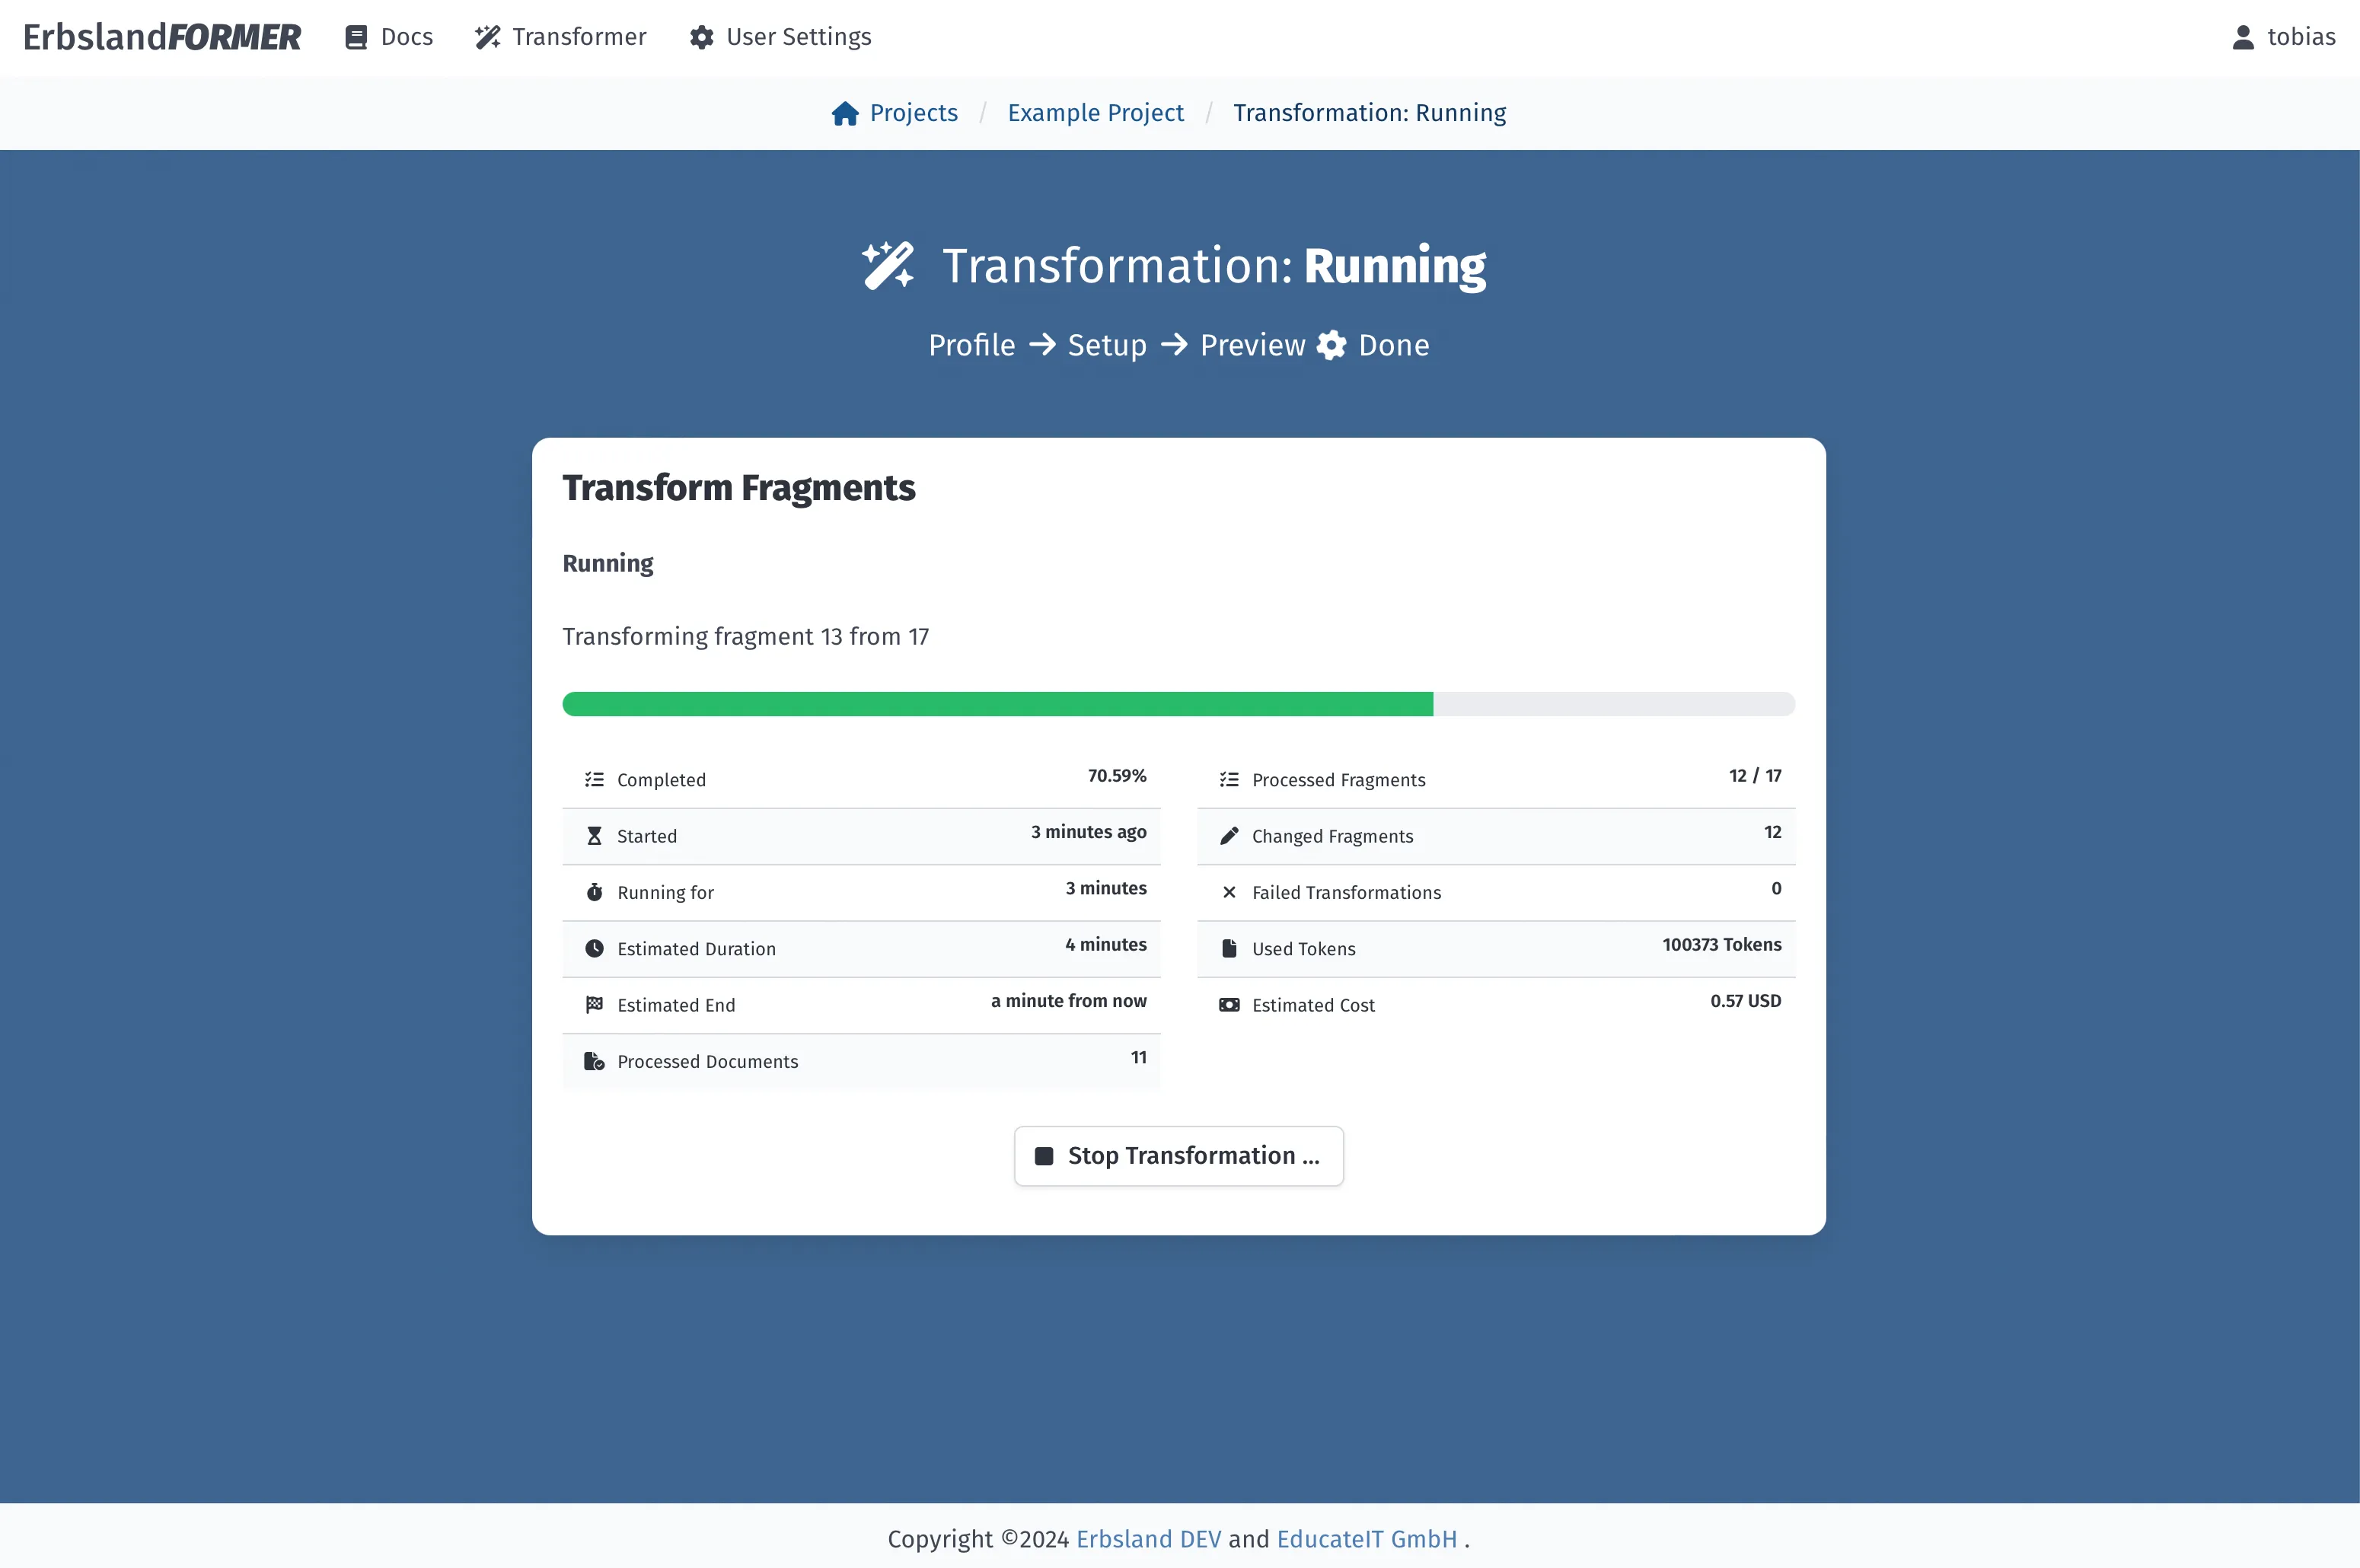 ErbslandFORMER Docs Transformer User Settings tobias
Projects / Example Project / Transformation: Running
Transformation: Running
Profile → Setup → Preview Done
Transform Fragments
Running
Transforming fragment 13 from 17
Completed 70.59%
Started 3 minutes ago
Running for 3 minutes
Estimated Duration 4 minutes
Estimated End a minute from now
Processed Documents 11
Processed Fragments 12 / 17
Changed Fragments 12
Failed Transformations 0
Used Tokens 100373 Tokens
Estimated Cost 0.57 USD
Stop Transformation ...
Copyright ©2024 Erbsland DEV and EducateIT GmbH .